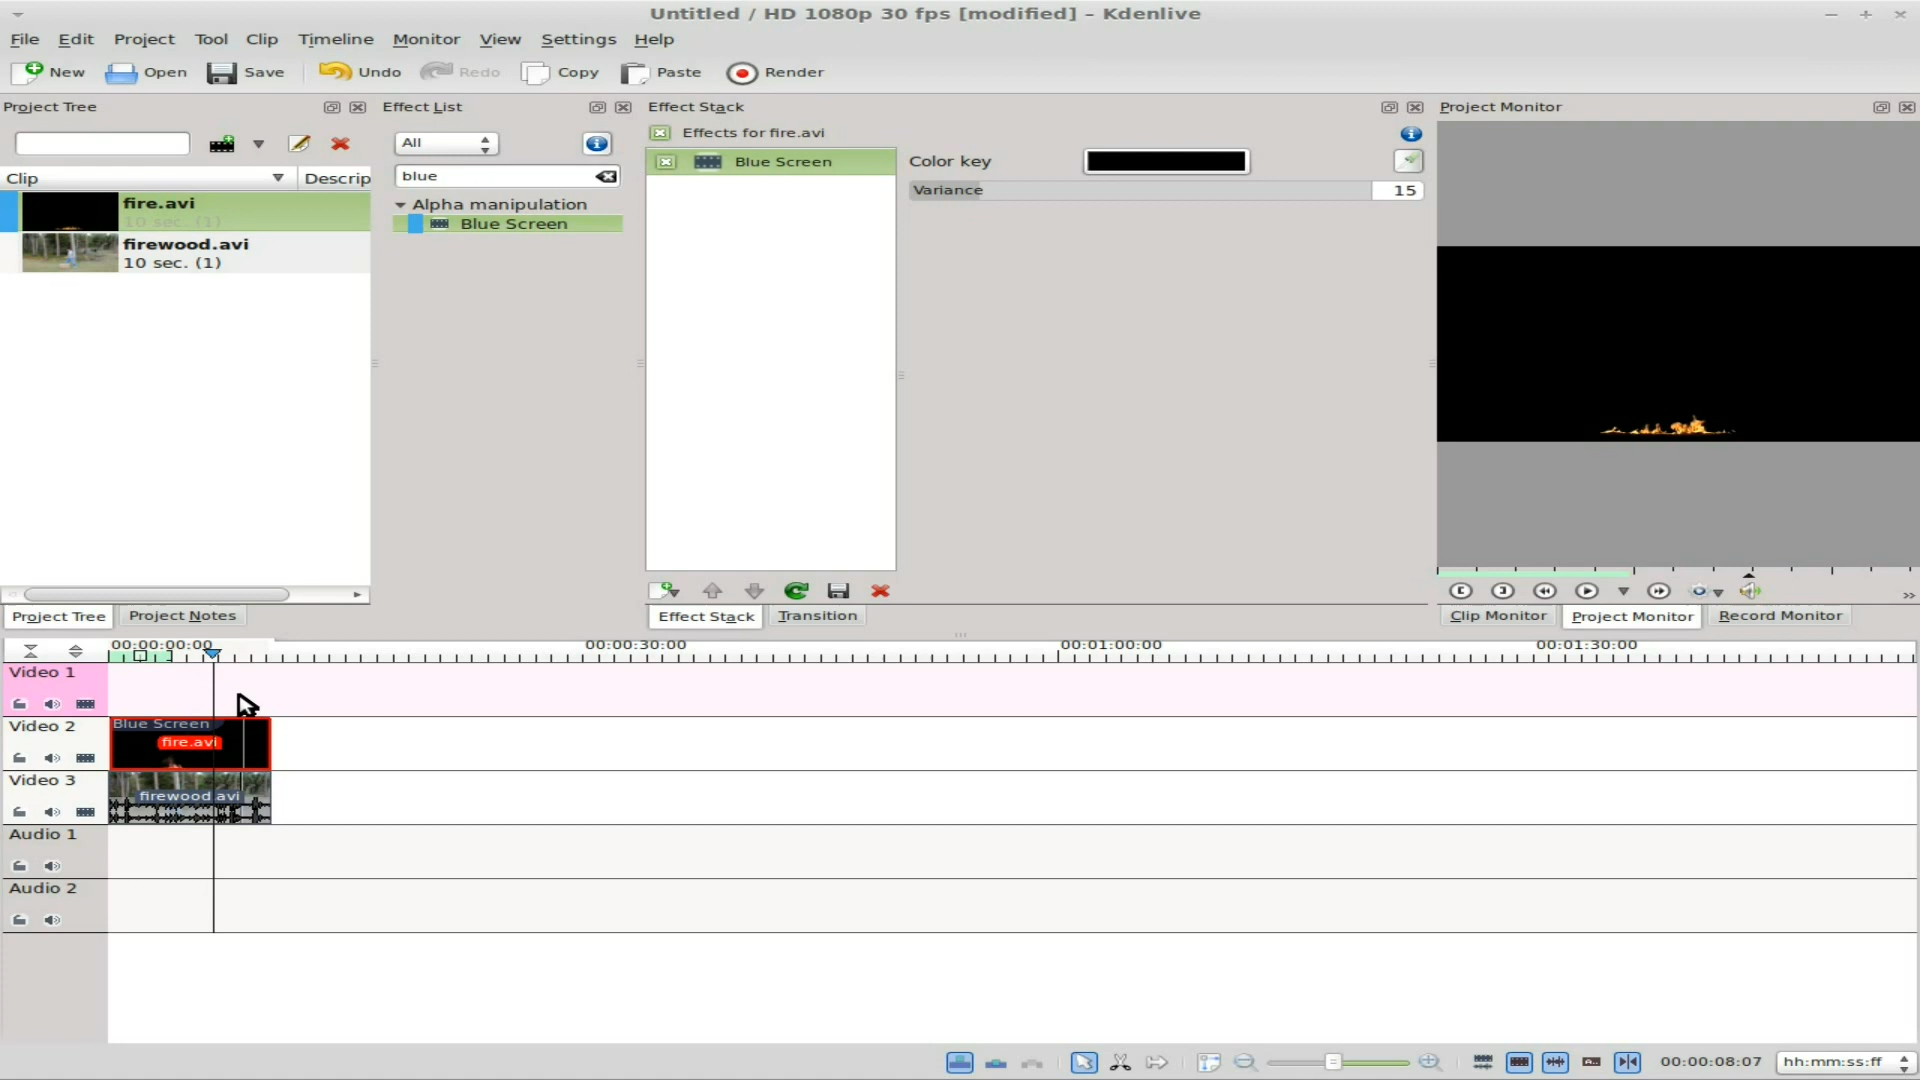 Untitled / HD 1080p 30 fps [modified] – Kdenlive
File Edit Project Tool Clip Timeline Monitor View Settings Help
New Open Save Undo Redo Copy Paste Render
Project Tree
Effect List
Effect Stack
Project Monitor
Effects for fire.avi
All
Blue Screen
Color key
blue
Clip
Descrip
Variance
15
fire.avi
10 sec. (1)
Alpha manipulation
Blue Screen
firewood.avi
10 sec. (1)
Project Tree
Project Notes
Effect Stack
Transition
Clip Monitor
Project Monitor
Record Monitor
00:00:00:00
00:00:30:00
00:01:00:00
00:01:30:00
Video 1
Video 2
Blue Screen
fire.avi
Video 3
firewood.avi
Audio 1
Audio 2
00:00:08:07
hh:mm:ss:ff